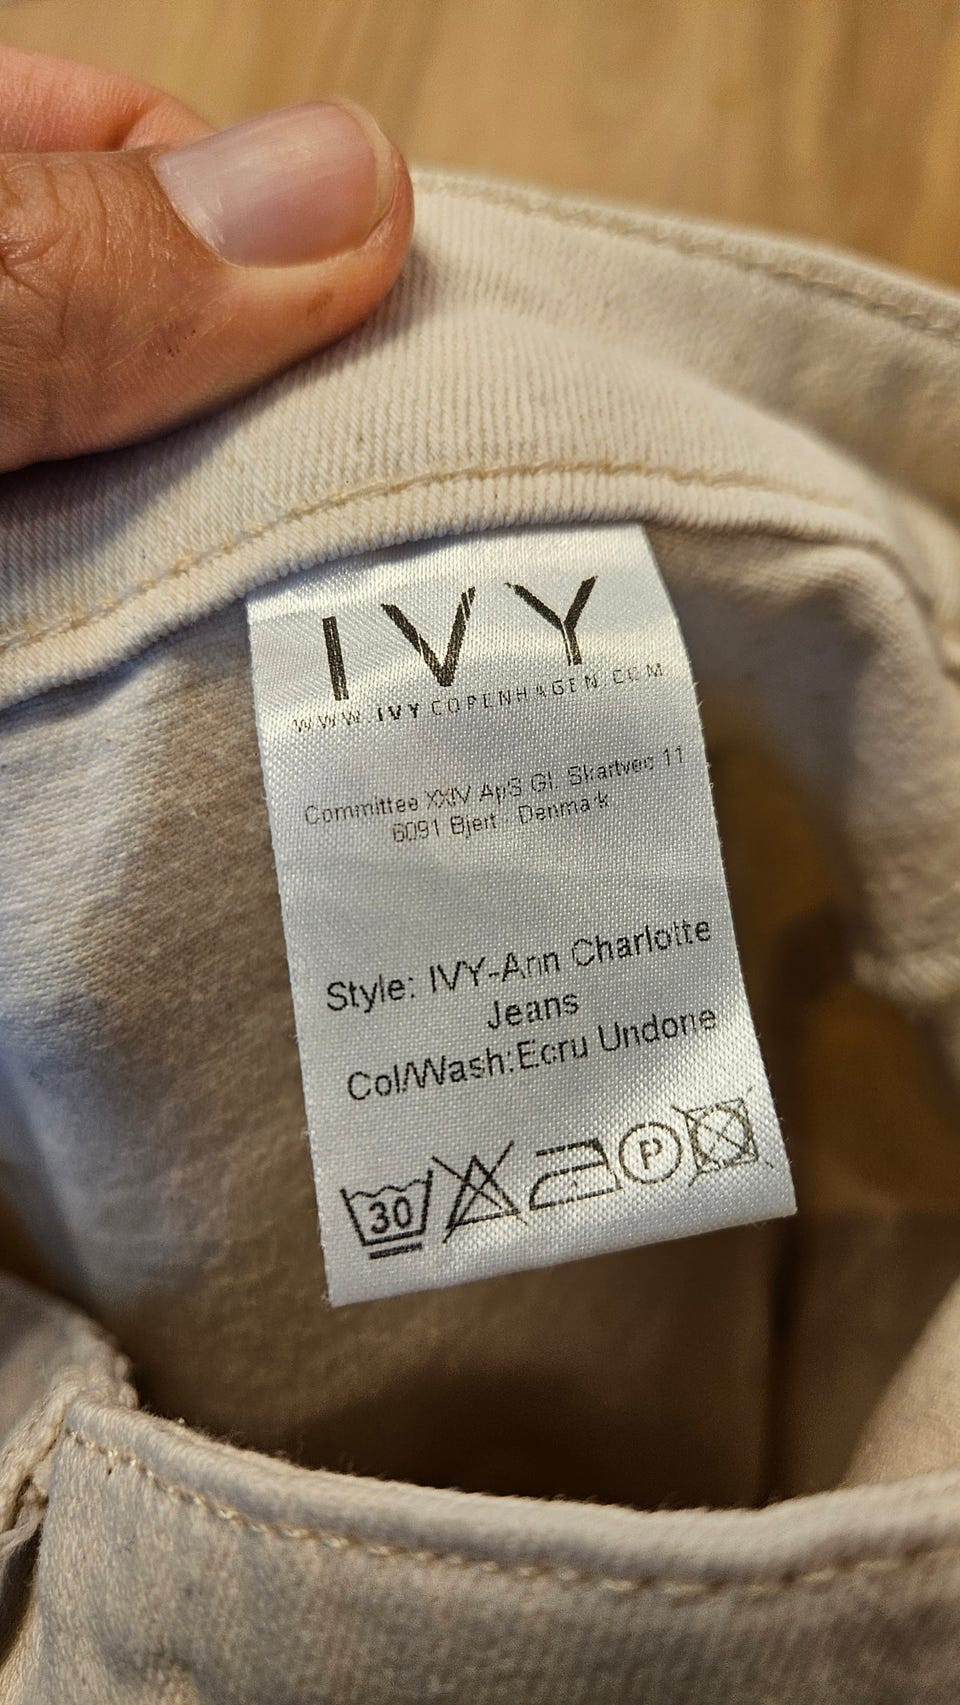 IVY
WWW.IVYCOPENHAGEN.COM
Committee XXIV ApS Gl. Skartved 11
6091 Bjert - Denmark
Style: IVY-Ann Charlotte
Jeans
Col/Wash:Ecru Undone
30 P